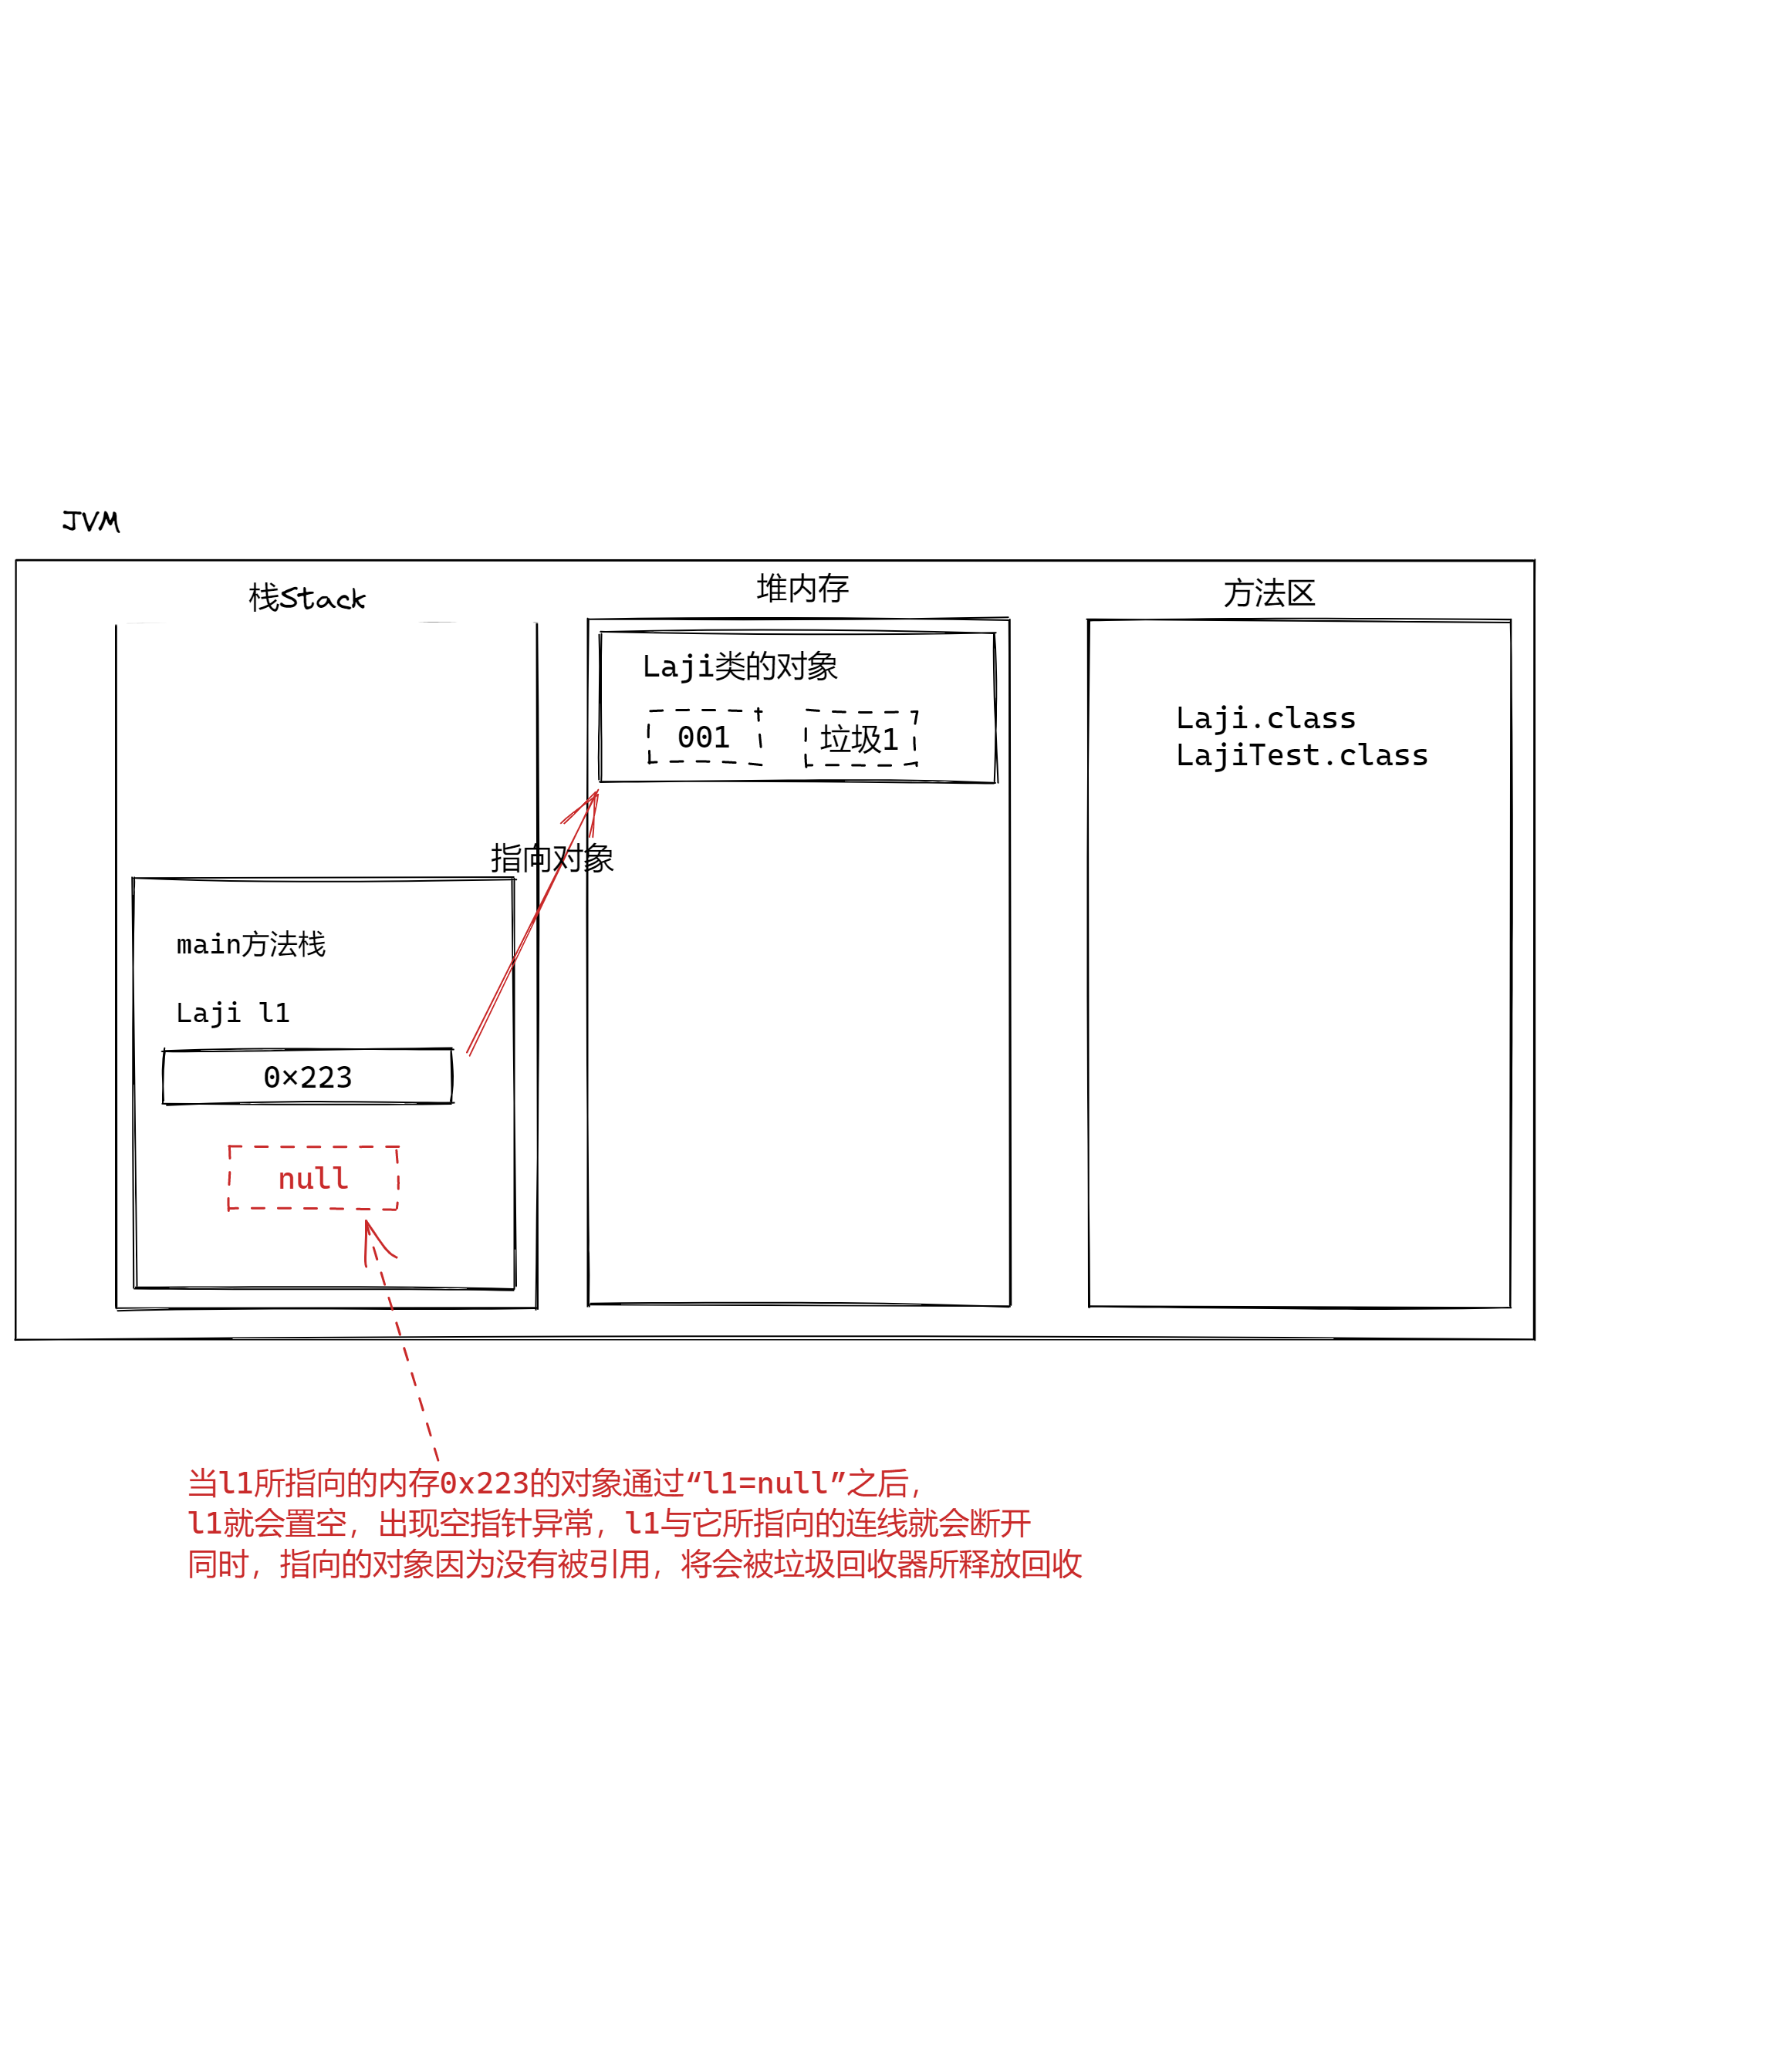 JVM
栈Stack
堆内存
方法区
Laji类的对象
001
垃圾1
Laji.class
LajiTest.class
指向对象
main方法栈
Laji l1
0×223
null
当l1所指向的内存0x223的对象通过“l1=null”之后,
l1就会置空, 出现空指针异常, l1与它所指向的连线就会断开
同时, 指向的对象因为没有被引用, 将会被垃圾回收器所释放回收